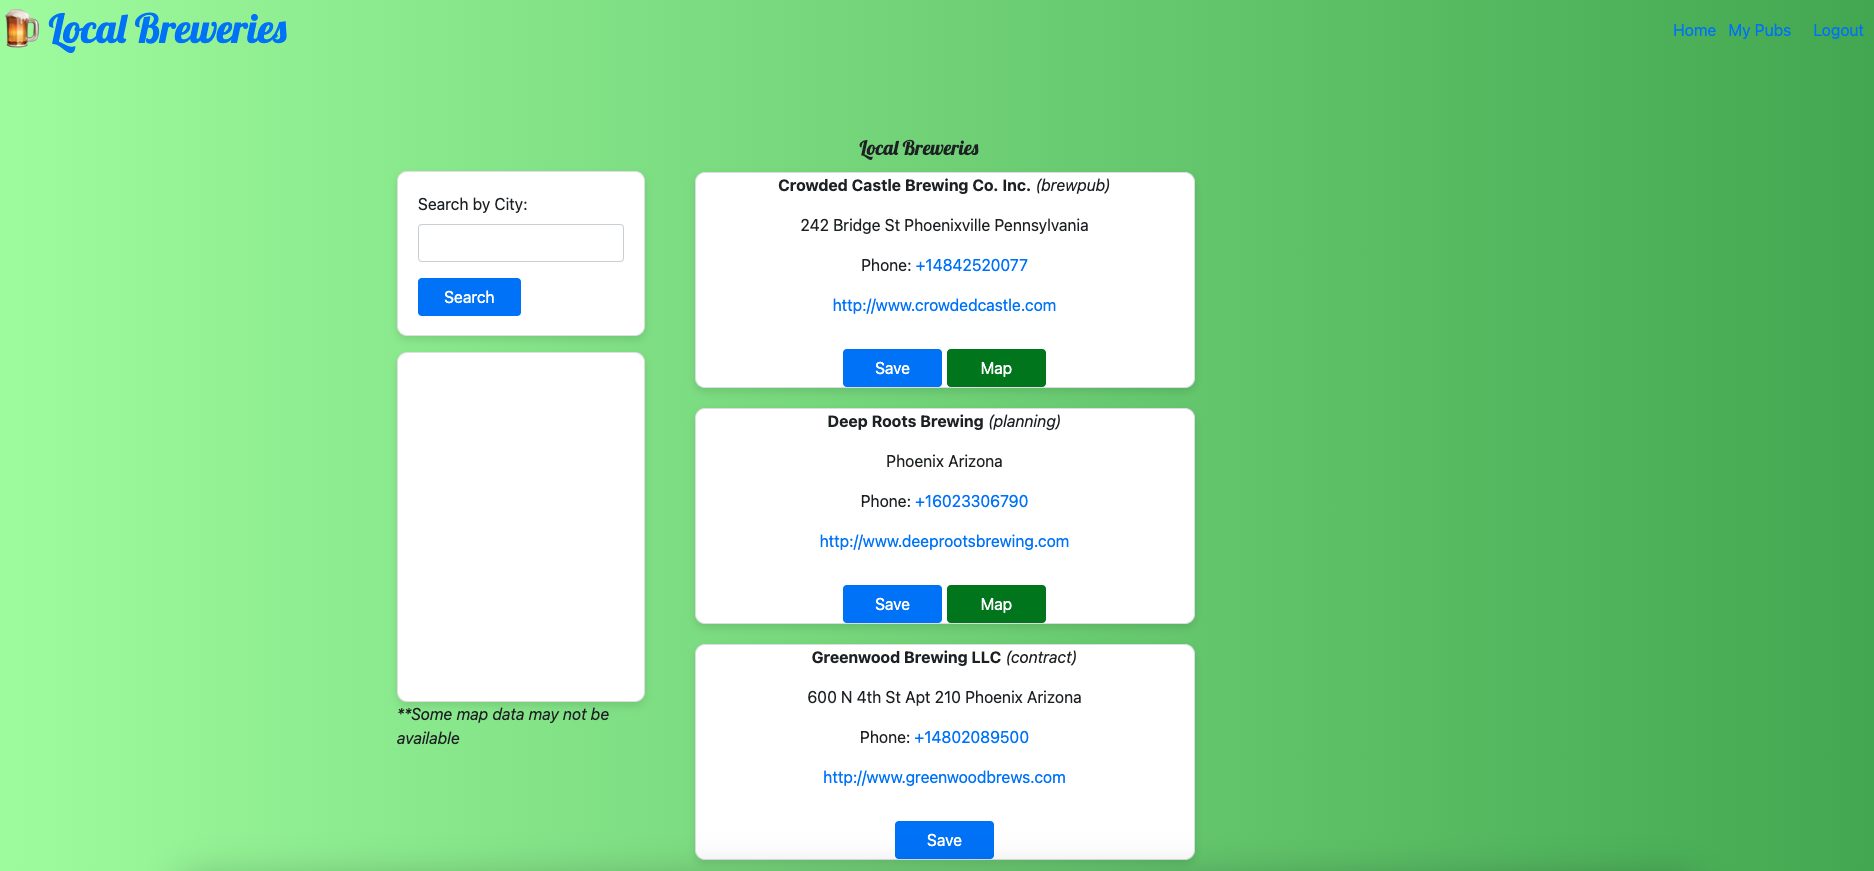 Local Breweries
Home My Pubs Logout
Local Breweries
Search by City:
Search
**Some map data may not be
available
Crowded Castle Brewing Co. Inc. (brewpub)
242 Bridge St Phoenixville Pennsylvania
Phone: +14842520077
http://www.crowdedcastle.com
Save Map
Deep Roots Brewing (planning)
Phoenix Arizona
Phone: +16023306790
http://www.deeprootsbrewing.com
Save Map
Greenwood Brewing LLC (contract)
600 N 4th St Apt 210 Phoenix Arizona
Phone: +14802089500
http://www.greenwoodbrews.com
Save